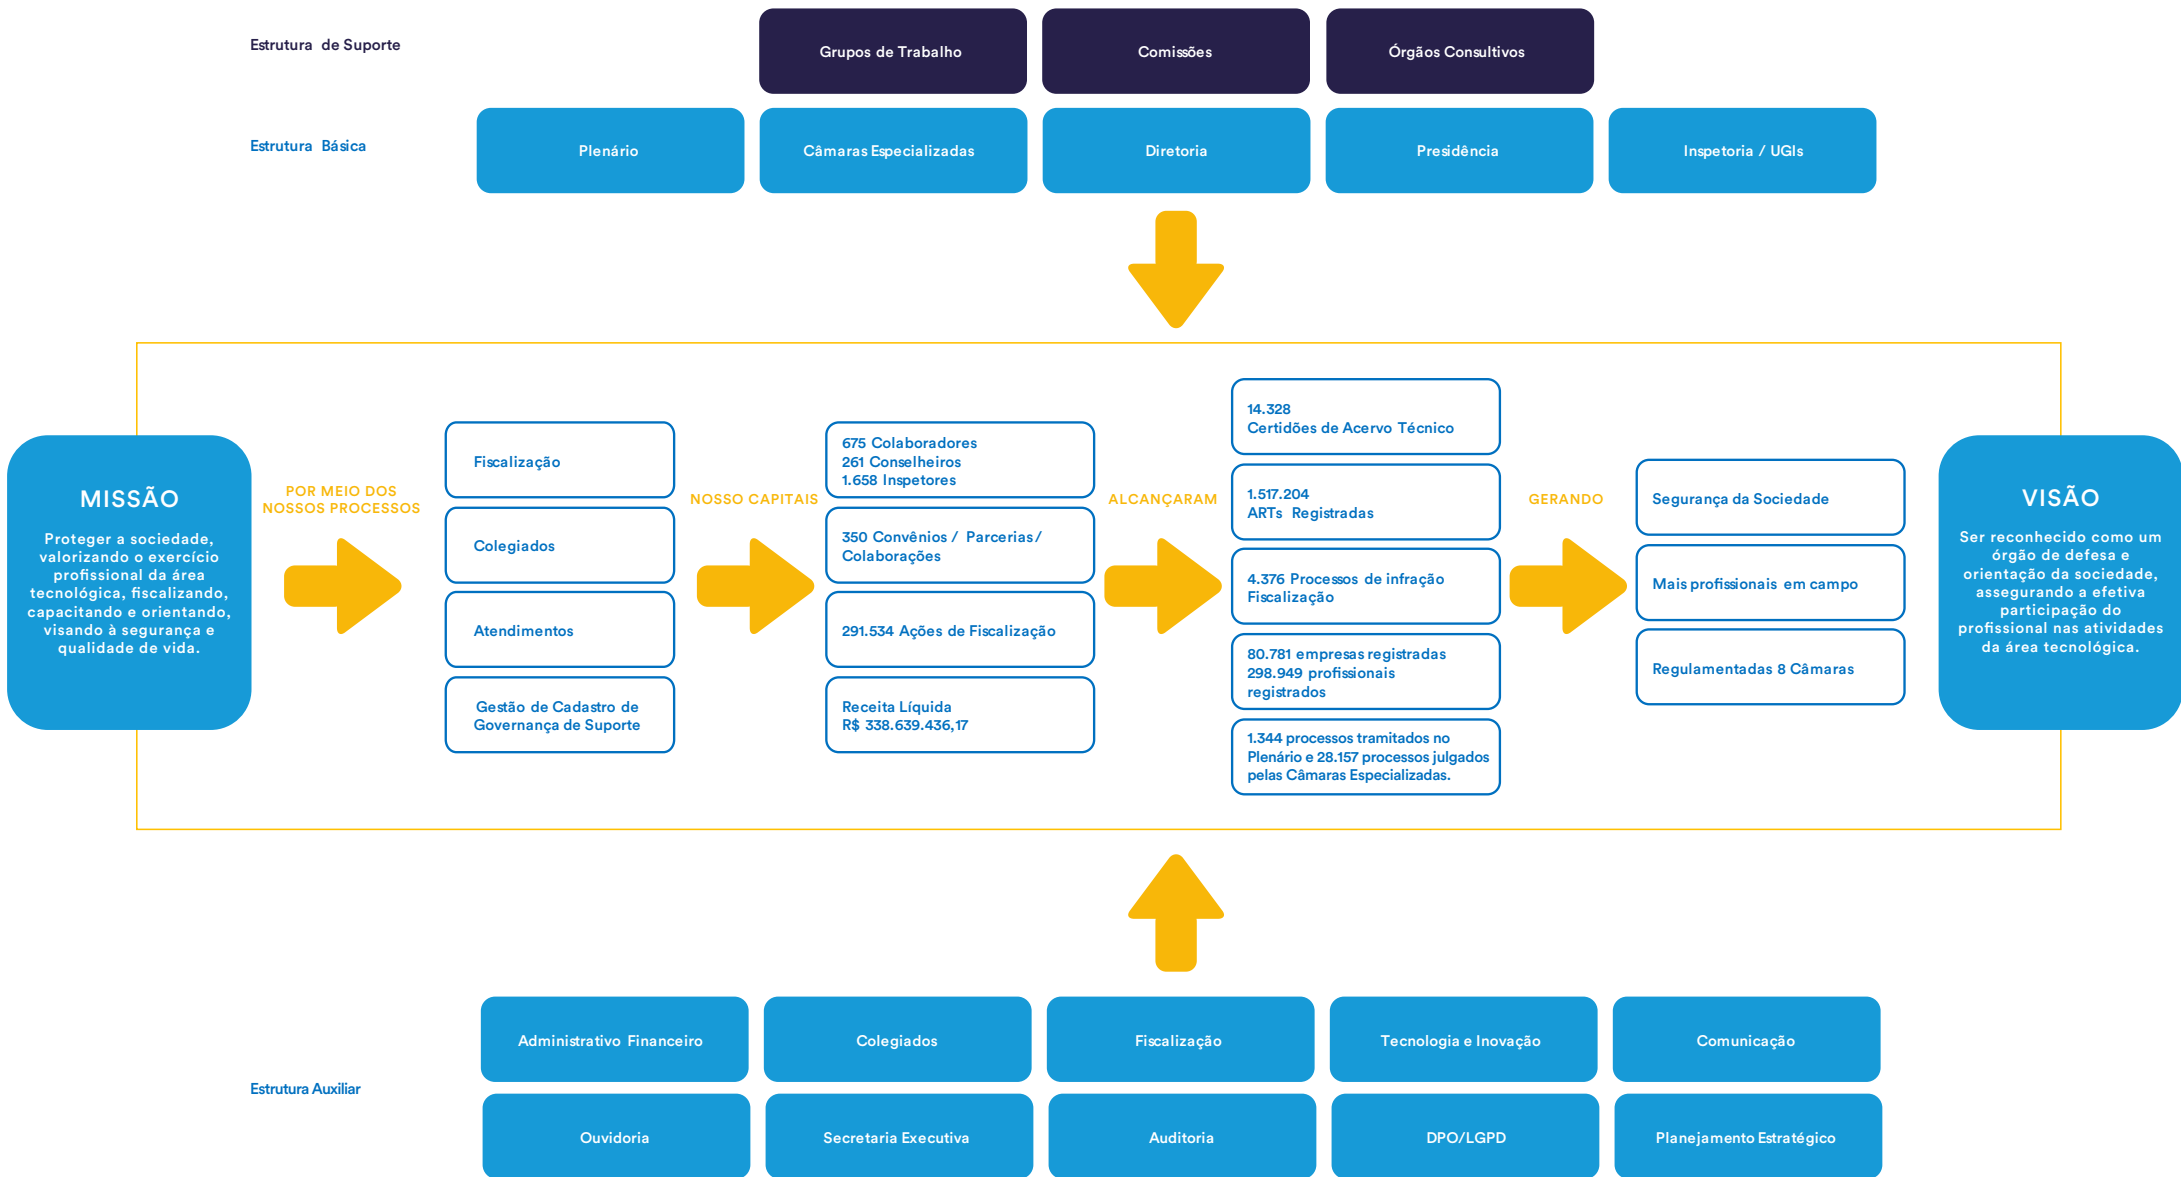 Estrutura de Suporte
Grupos de Trabalho
Comissões
Órgãos Consultivos
Estrutura Básica
Plenário
Câmaras Especializadas
Diretoria
Presidência
Inspetoria / UGIs
MISSÃO
Proteger a sociedade,
valorizando o exercício
profissional da área
tecnológica, fiscalizando,
capacitando e orientando,
visando à segurança e
qualidade de vida.
POR MEIO DOS
NOSSOS PROCESSOS
Fiscalização
Colegiados
Atendimentos
Gestão de Cadastro de
Governança de Suporte
NOSSO CAPITAIS
675 Colaboradores
261 Conselheiros
1.658 Inspetores
350 Convênios / Parcerias /
Colaborações
291.534 Ações de Fiscalização
Receita Líquida
R$ 338.639.436,17
ALCANÇARAM
14.328
Certidões de Acervo Técnico
1.517.204
ARTs Registradas
4.376 Processos de infração
Fiscalização
80.781 empresas registradas
298.949 profissionais
registrados
1.344 processos tramitados no
Plenário e 28.157 processos julgados
pelas Câmaras Especializadas.
GERANDO
Segurança da Sociedade
Mais profissionais em campo
Regulamentadas 8 Câmaras
VISÃO
Ser reconhecido como um
órgão de defesa e
orientação da sociedade,
assegurando a efetiva
participação do
profissional nas atividades
da área tecnológica.
Administrativo Financeiro
Colegiados
Fiscalização
Tecnologia e Inovação
Comunicação
Estrutura Auxiliar
Ouvidoria
Secretaria Executiva
Auditoria
DPO/LGPD
Planejamento Estratégico